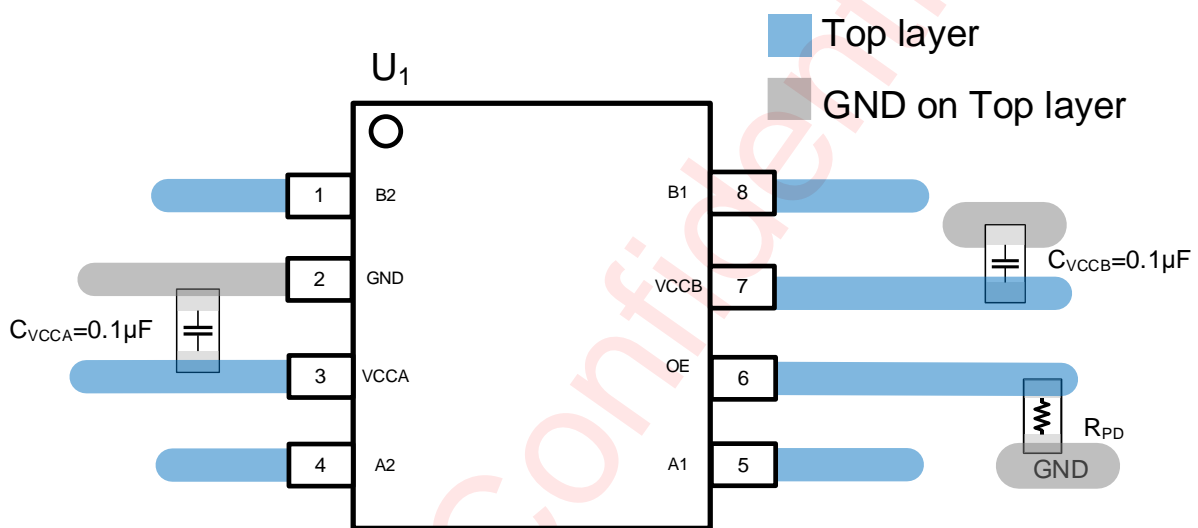 Top layer
U1
GND on Top layer
1 B2
B1 8
2 GND
VCCB 7
CVCCB=0.1µF
CVCCA=0.1µF
3 VCCA
OE 6
RPD
4 A2
A1 5
GND
Confidenti